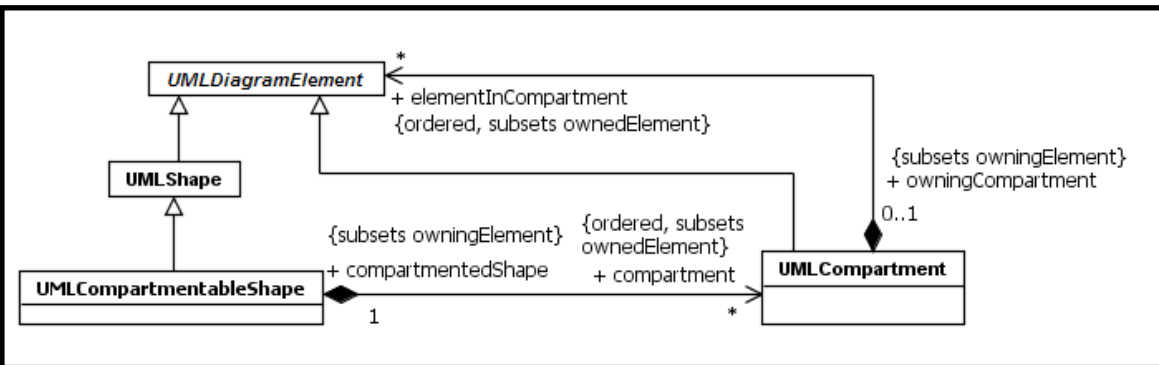 *
UMLDiagramElement
+ elementInCompartment
{ordered, subsets ownedElement}
{subsets owningElement}
+ owningCompartment
0..1
UMLShape
{subsets owningElement}
+ compartmentedShape
{ordered, subsets
ownedElement}
+ compartment
UMLCompartment
UMLCompartmentableShape
1
*